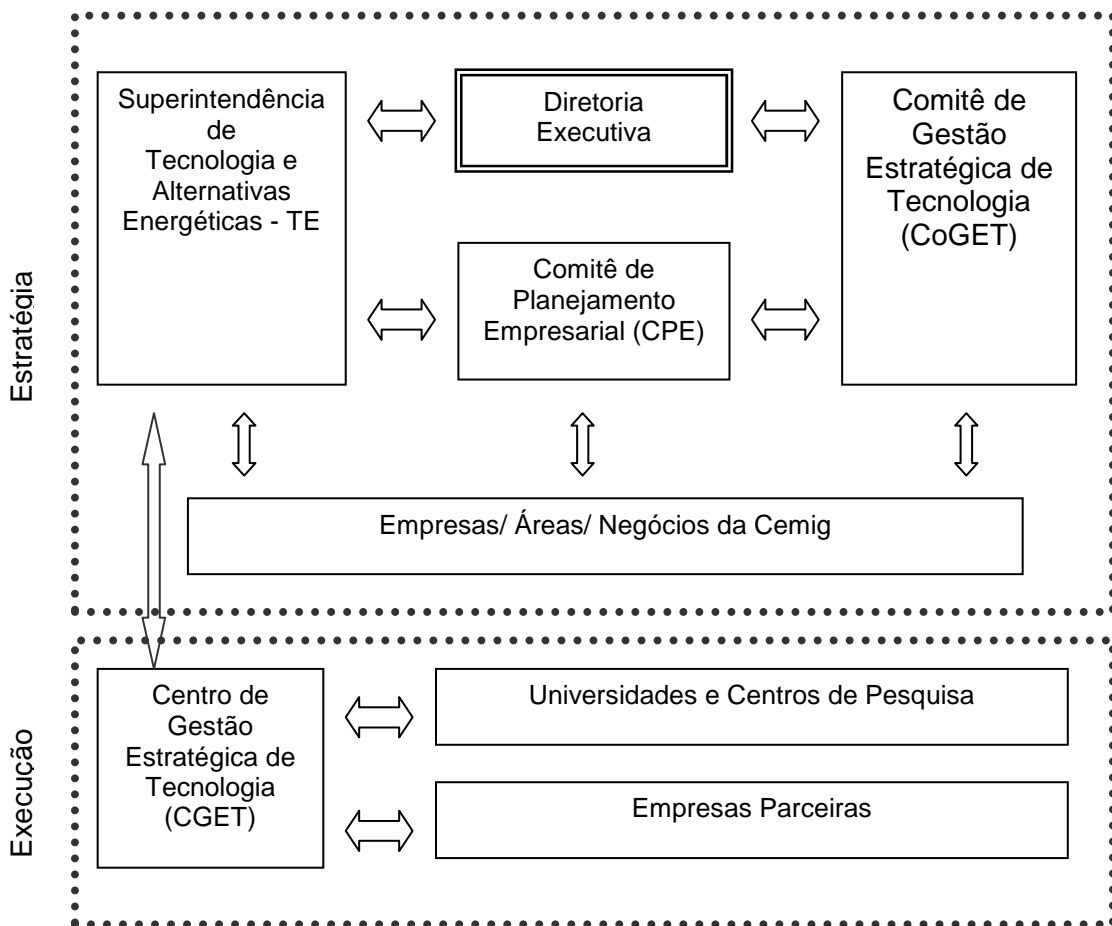 Estratégia
Superintendência
de
Tecnologia e
Alternativas
Energéticas - TE
Diretoria
Executiva
Comitê de
Gestão
Estratégica de
Tecnologia
(CoGET)
Comitê de
Planejamento
Empresarial (CPE)
Empresas/ Áreas/ Negócios da Cemig
Execução
Centro de
Gestão
Estratégica de
Tecnologia
(CGET)
Universidades e Centros de Pesquisa
Empresas Parceiras